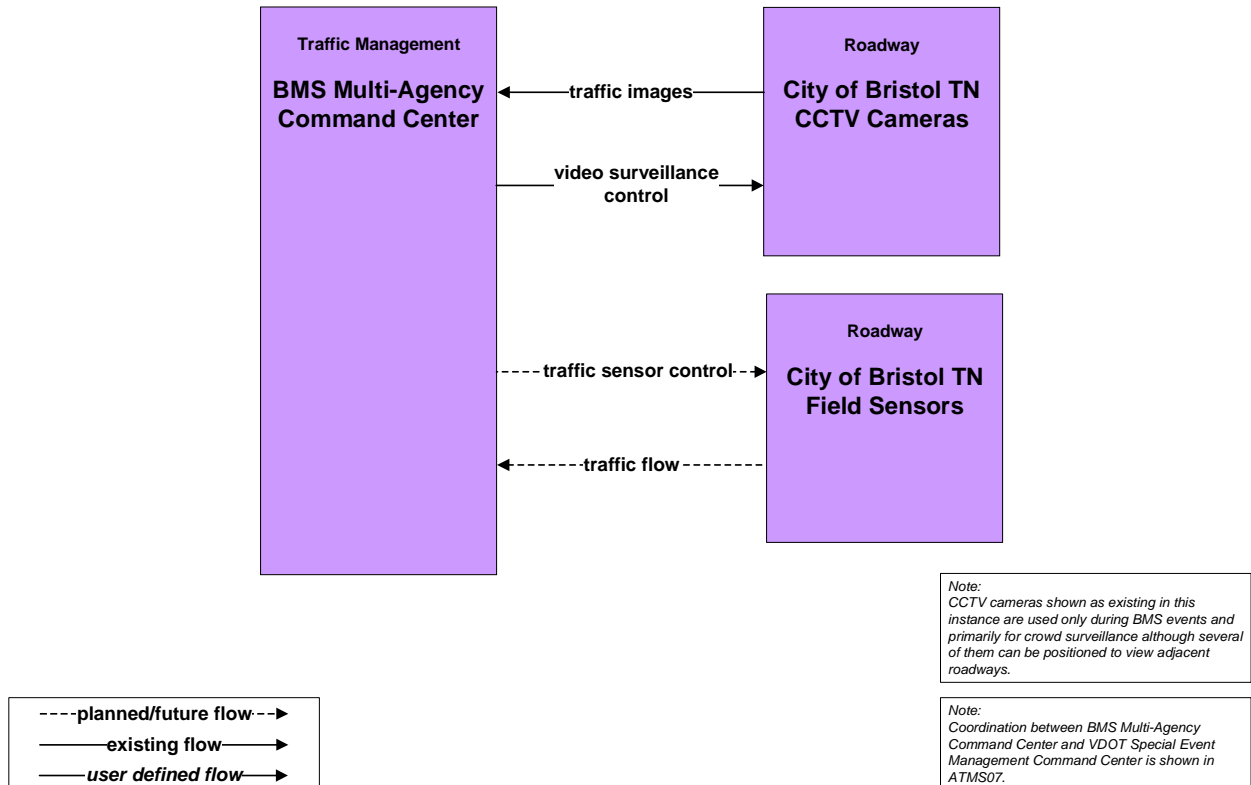 Traffic Management
BMS Multi-Agency
Command Center
traffic images
video surveillance
control
Roadway
City of Bristol TN
CCTV Cameras
traffic sensor control
traffic flow
Roadway
City of Bristol TN
Field Sensors
Note:
CCTV cameras shown as existing in this
instance are used only during BMS events and
primarily for crowd surveillance although several
of them can be positioned to view adjacent
roadways.
planned/future flow
existing flow
user defined flow
Note:
Coordination between BMS Multi-Agency
Command Center and VDOT Special Event
Management Command Center is shown in
ATMS07.